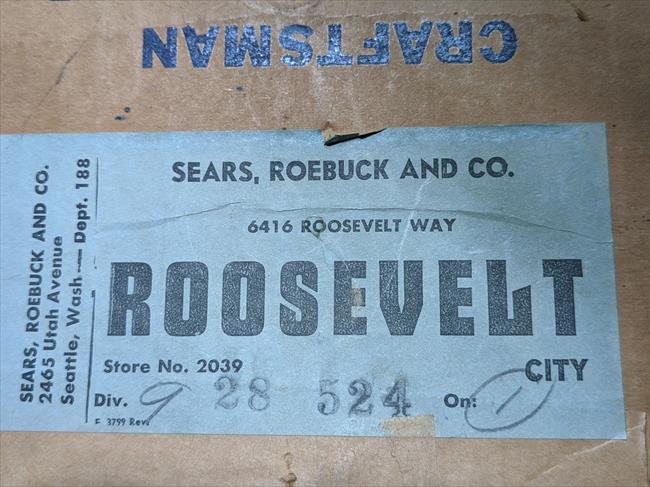 CRAFTSMAN
SEARS, ROEBUCK AND CO.
2465 Utah Avenue
Seattle, Wash — Dept. 188
SEARS, ROEBUCK AND CO.
6416 ROOSEVELT WAY
ROOSEVELT
Store No. 2039 CITY
Div. 9 28 524 On: 1
F 3799 Rev.